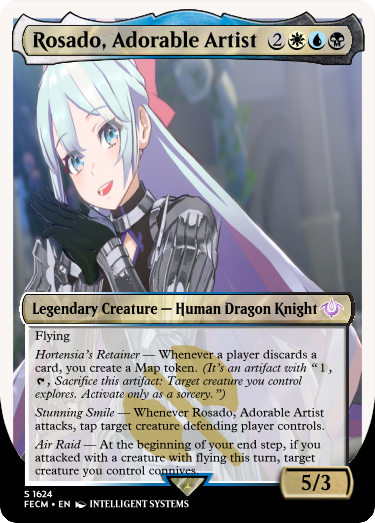 Rosado, Adorable Artist 2
Legendary Creature — Human Dragon Knight
Flying
Hortensia's Retainer — Whenever a player discards a
card, you create a Map token. (It's an artifact with “1,
, Sacrifice this artifact: Target creature you control
explores. Activate only as a sorcery.”)
Stunning Smile — Whenever Rosado, Adorable Artist
attacks, tap target creature defending player controls.
Air Raid — At the beginning of your end step, if you
attacked with a creature with flying this turn, target
creature you control connives.
5/3
S 1624
FECM • EN INTELLIGENT SYSTEMS